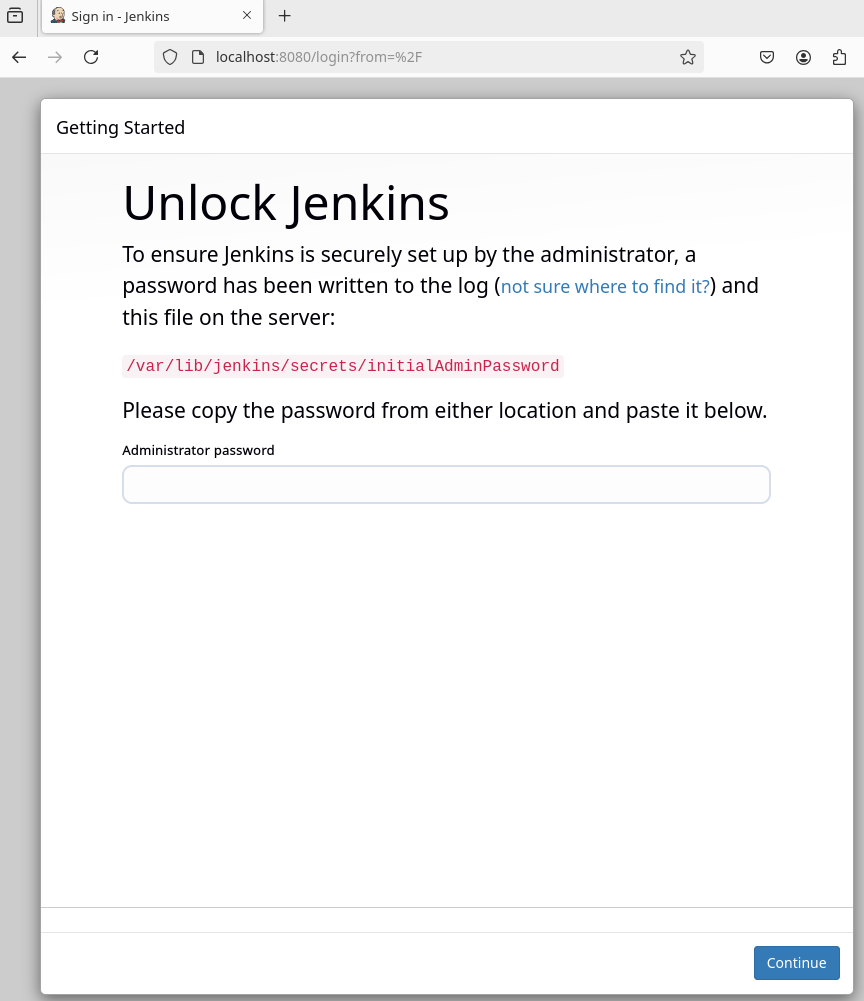 Sign in - Jenkins
localhost:8080/login?from=%2F
Getting Started
Unlock Jenkins
To ensure Jenkins is securely set up by the administrator, a
password has been written to the log (not sure where to find it?) and
this file on the server:
/var/lib/jenkins/secrets/initialAdminPassword
Please copy the password from either location and paste it below.
Administrator password
Continue